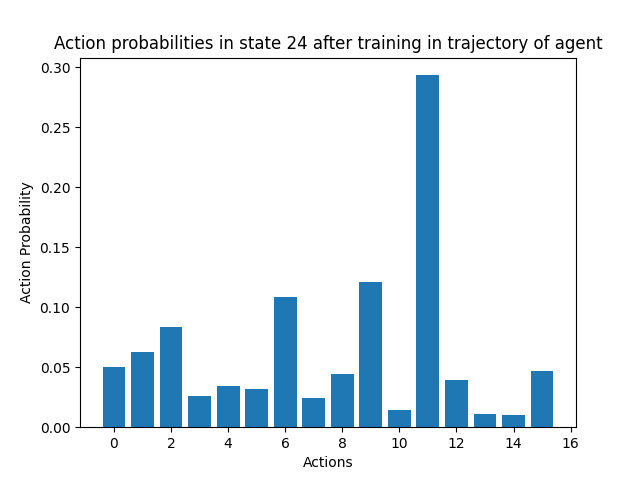 Action probabilities in state 24 after training in trajectory of agent
0.30
0.25
0.20
0.15
0.10
0.05
0.00
Action Probability
0 2 4 6 8 10 12 14 16
Actions